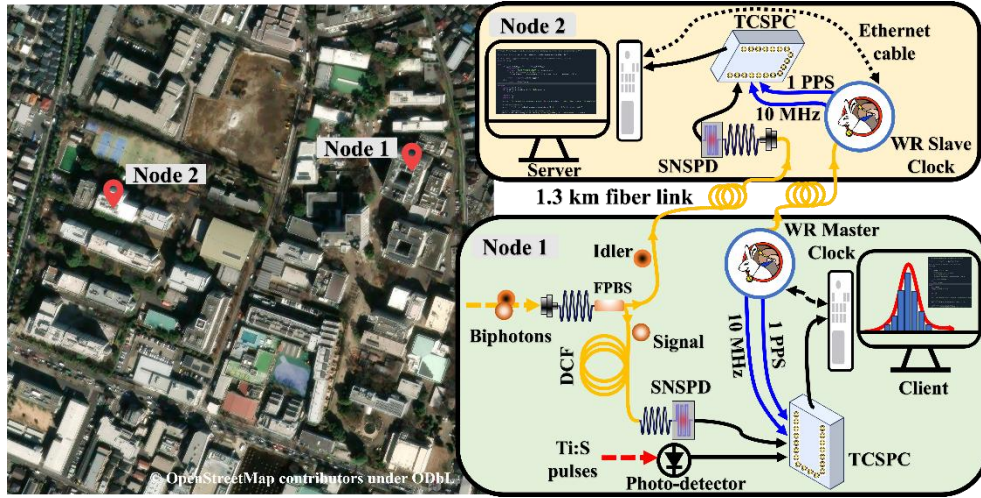 Node 1
Node 2
© OpenStreetMap contributors under ODbL
Node 2
TCSPC
Ethernet
cable
1 PPS
10 MHz
Server
SNSPD
WR Slave
Clock
1.3 km fiber link
Node 1
WR Master
Clock
Idler
FPBS
Biphotons
Signal
DCF
10 MHz
1 PPS
SNSPD
Client
Ti:S
pulses
Photo-detector
TCSPC